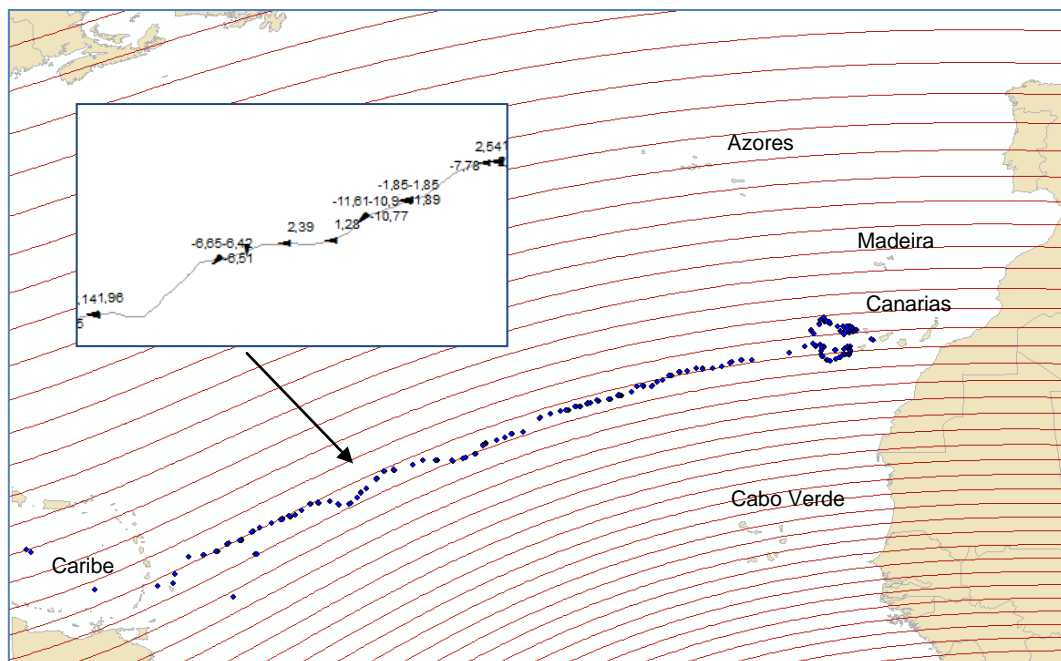 Azores
2,541
-7,78
-1,85-1,85
-11,61-10,9 -1,89
-10,77
2,39
1,28
-6,65-6,42
-6,51
,141,96
5
Madeira
Canarias
Cabo Verde
Caribe